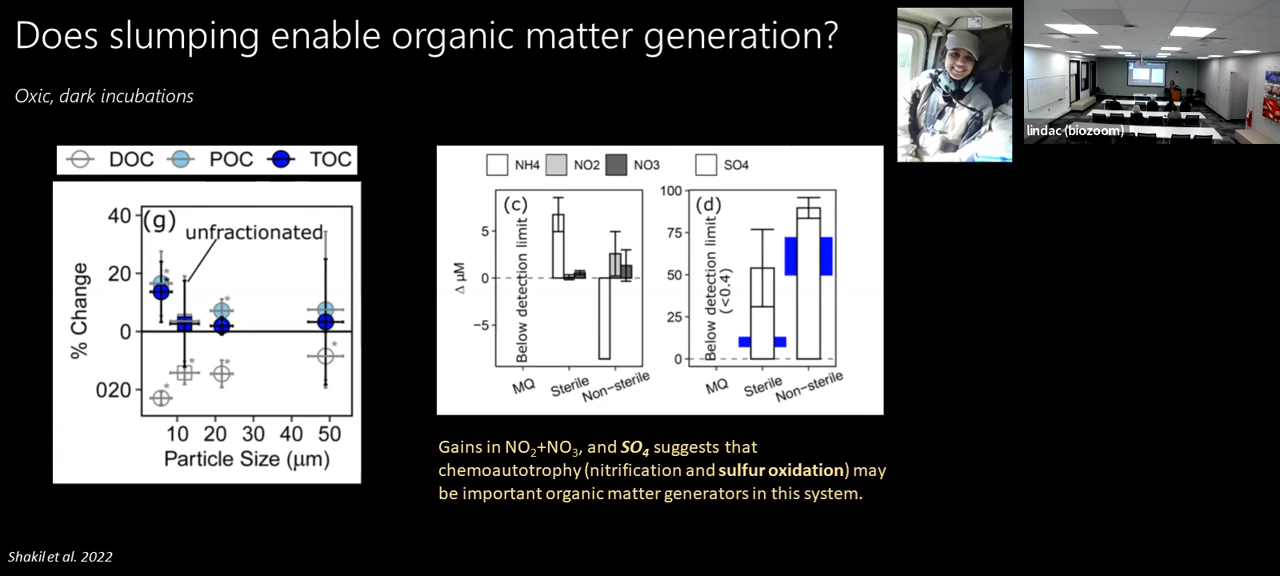 Does slumping enable organic matter generation?
Oxic, dark incubations
lindac (biozoom)
DOC POC TOC
(g)
unfractionated
40
20
0
020
% Change
10 20 30 40 50
Particle Size (μm)
* * * * * *
NH4 NO2 NO3 SO4
(c)
5
0
−5
Δ μM
Below detection limit
MQ Sterile Non−sterile
(d)
100
75
50
25
0
Below detection limit
(<0.4)
MQ Sterile Non−sterile
Gains in NO2+NO3, and SO4 suggests that
chemoautotrophy (nitrification and sulfur oxidation) may
be important organic matter generators in this system.
Shakil et al. 2022